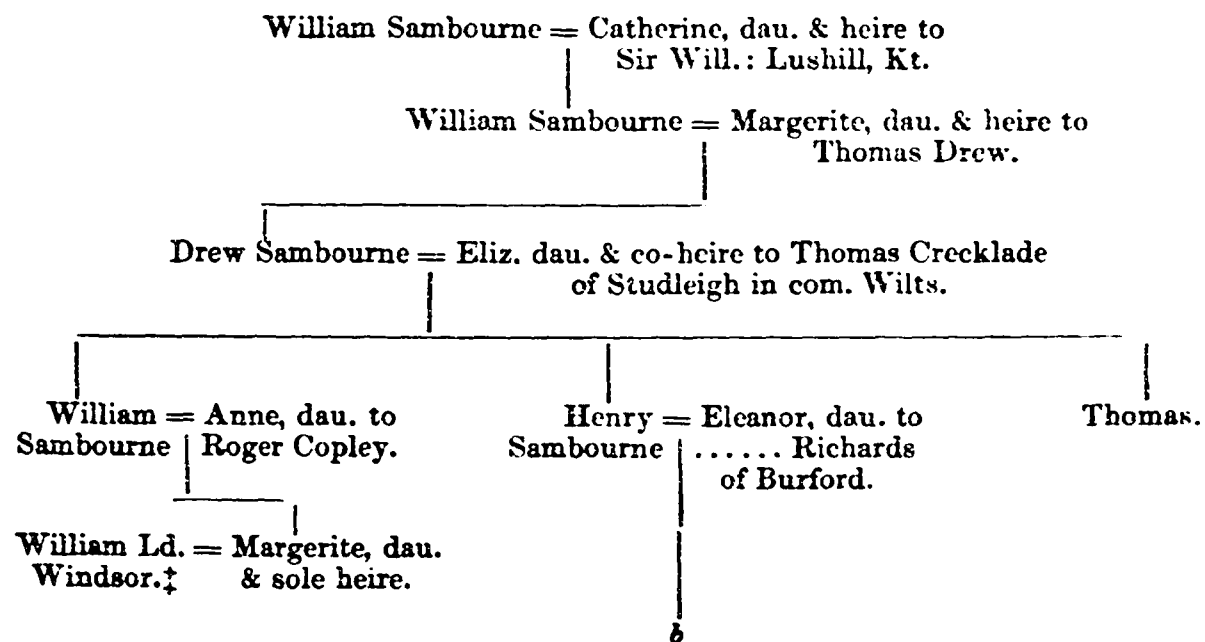 William Sambourne = Catherine, dau. & heire to
Sir Will.: Lushill, Kt.
William Sambourne = Margerite, dau. & heire to
Thomas Drew.
Drew Sambourne = Eliz. dau. & co-heire to Thomas Crecklade
of Studleigh in com. Wilts.
William = Anne, dau. to
Sambourne Roger Copley.
Henry = Eleanor, dau. to
Sambourne ...... Richards
of Burford.
Thomas.
William Ld. = Margerite, dau.
Windsor.‡ & sole heire.
b